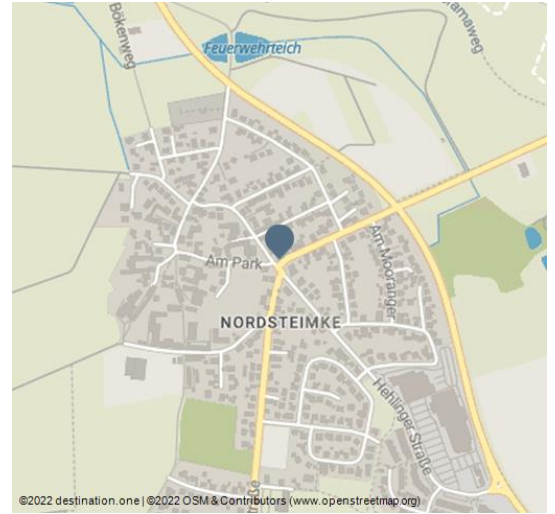 Bökenweg
Feuerwehrteich
Am Park
Am Mooranger
NORDSTEIMKE
Hehlinger Straße
©2022 destination.one | ©2022 OSM & Contributors (www.openstreetmap.org)